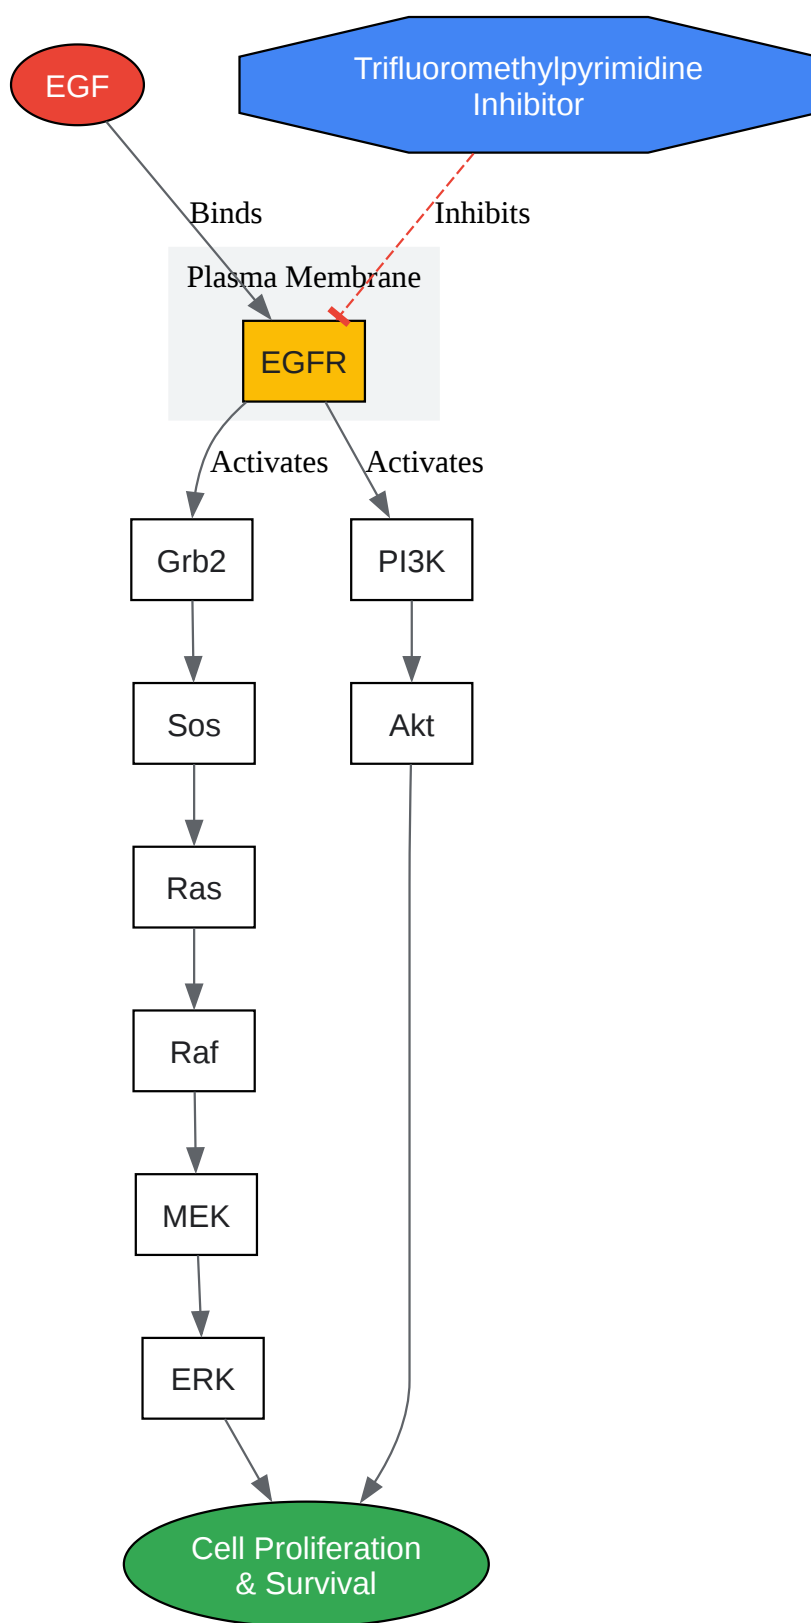 EGF
Trifluoromethylpyrimidine
Inhibitor
Binds
Inhibits
Plasma Membrane
EGFR
Activates
Activates
Grb2
PI3K
Sos
Akt
Ras
Raf
MEK
ERK
Cell Proliferation
& Survival